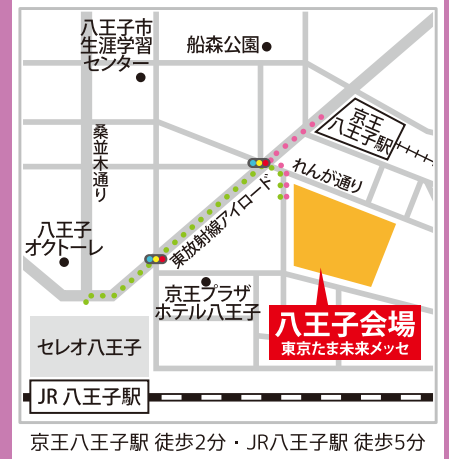 八王子市
生涯学習
センター
船森公園
京王
八王子駅
桑並木通り
れんが通り
東放射線アイロード
八王子
オクトーレ
京王プラザ
ホテル八王子
八王子会場
東京たま未来メッセ
セレオ八王子
JR 八王子駅
京王八王子駅 徒歩2分・JR八王子駅 徒歩5分